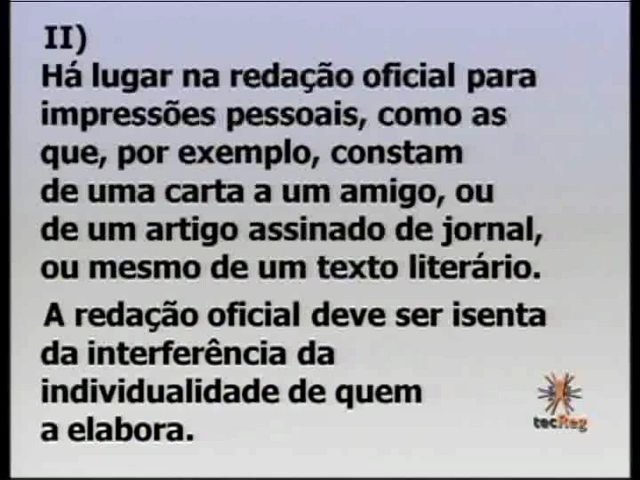 II)
Há lugar na redação oficial para
impressões pessoais, como as
que, por exemplo, constam
de uma carta a um amigo, ou
de um artigo assinado de jornal,
ou mesmo de um texto literário.
A redação oficial deve ser isenta
da interferência da
individualidade de quem
a elabora.
tecReg